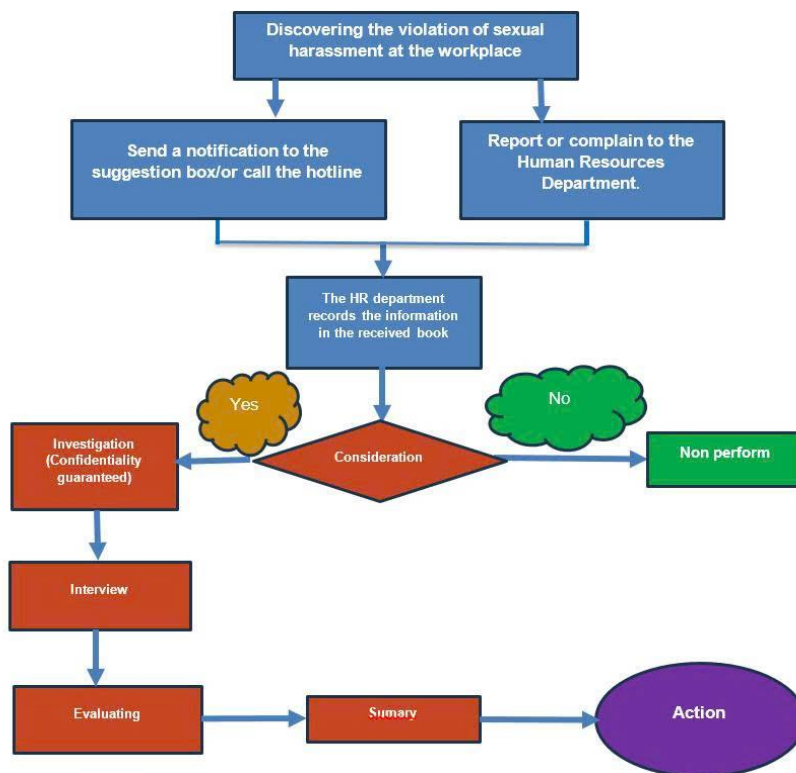 Discovering the violation of sexual
harassment at the workplace
Send a notification to the
suggestion box/or call the hotline
Report or complain to the
Human Resources
Department.
The HR department
records the information
in the received book
Yes
No
Investigation
(Confidentiality
guaranteed)
Consideration
Non perform
Interview
Evaluating
Sumary
Action